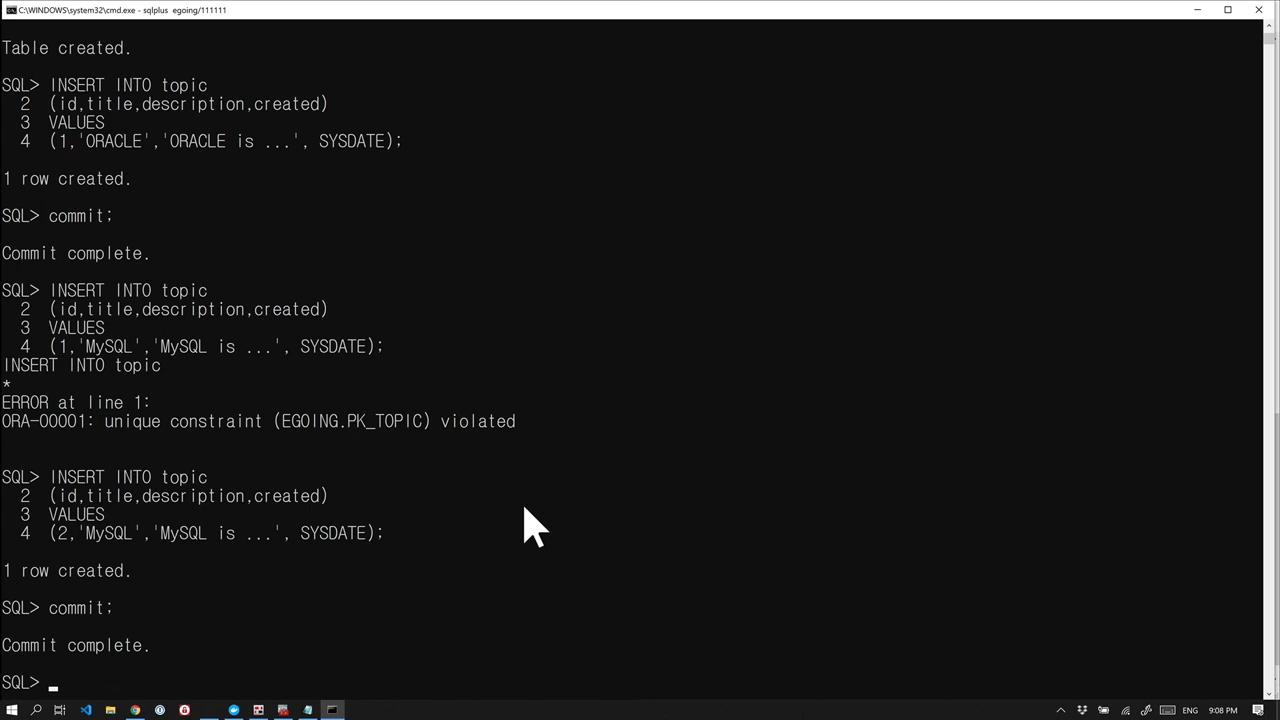 C:\WINDOWS\system32\cmd.exe - sqlplus  egoing/111111
Table created.
SQL> INSERT INTO topic
  2  (id,title,description,created)
  3  VALUES
  4  (1,'ORACLE','ORACLE is ...', SYSDATE);
1 row created.
SQL> commit;
Commit complete.
SQL> INSERT INTO topic
  2  (id,title,description,created)
  3  VALUES
  4  (1,'MySQL','MySQL is ...', SYSDATE);
INSERT INTO topic
*
ERROR at line 1:
ORA-00001: unique constraint (EGOING.PK_TOPIC) violated
SQL> INSERT INTO topic
  2  (id,title,description,created)
  3  VALUES
  4  (2,'MySQL','MySQL is ...', SYSDATE);
1 row created.
SQL> commit;
Commit complete.
SQL>
ENG 9:08 PM